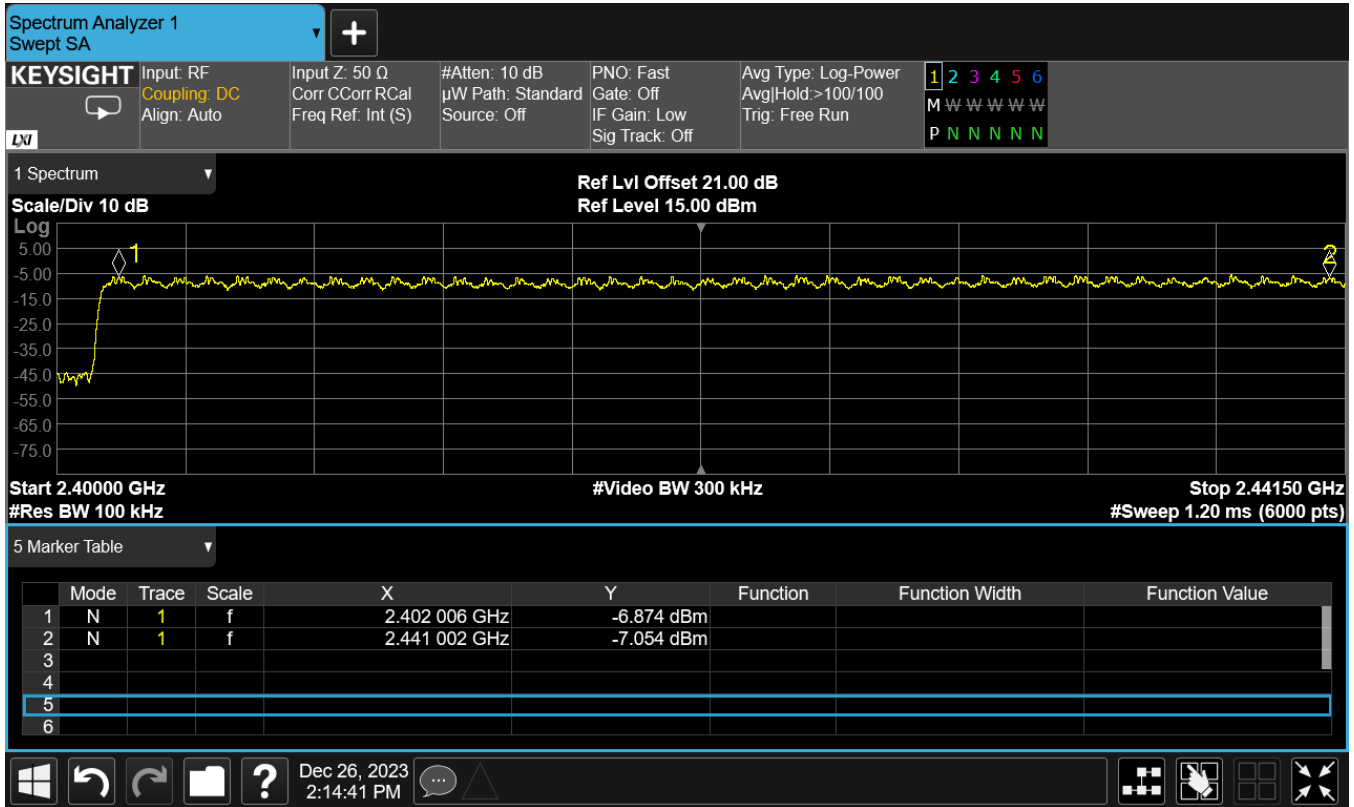 Spectrum Analyzer 1
Swept SA
+
KEYSIGHT
LXI
Input: RF
Coupling: DC
Align: Auto
Input Z: 50 Ω
Corr CCorr RCal
Freq Ref: Int (S)
#Atten: 10 dB
µW Path: Standard
Source: Off
PNO: Fast
Gate: Off
IF Gain: Low
Sig Track: Off
Avg Type: Log-Power
Avg|Hold:>100/100
Trig: Free Run
1 2 3 4 5 6
M W W W W W
P N N N N N
1 Spectrum
Ref Lvl Offset 21.00 dB
Scale/Div 10 dB
Ref Level 15.00 dBm
Log
5.00
-5.00
-15.0
-25.0
-35.0
-45.0
-55.0
-65.0
-75.0
1
2
Start 2.40000 GHz
#Video BW 300 kHz
Stop 2.44150 GHz
#Res BW 100 kHz
#Sweep 1.20 ms (6000 pts)
5 Marker Table
Mode Trace Scale X Y Function Function Width Function Value
1 N 1 f 2.402 006 GHz -6.874 dBm
2 N 1 f 2.441 002 GHz -7.054 dBm
3
4
5
6
?
Dec 26, 2023
2:14:41 PM